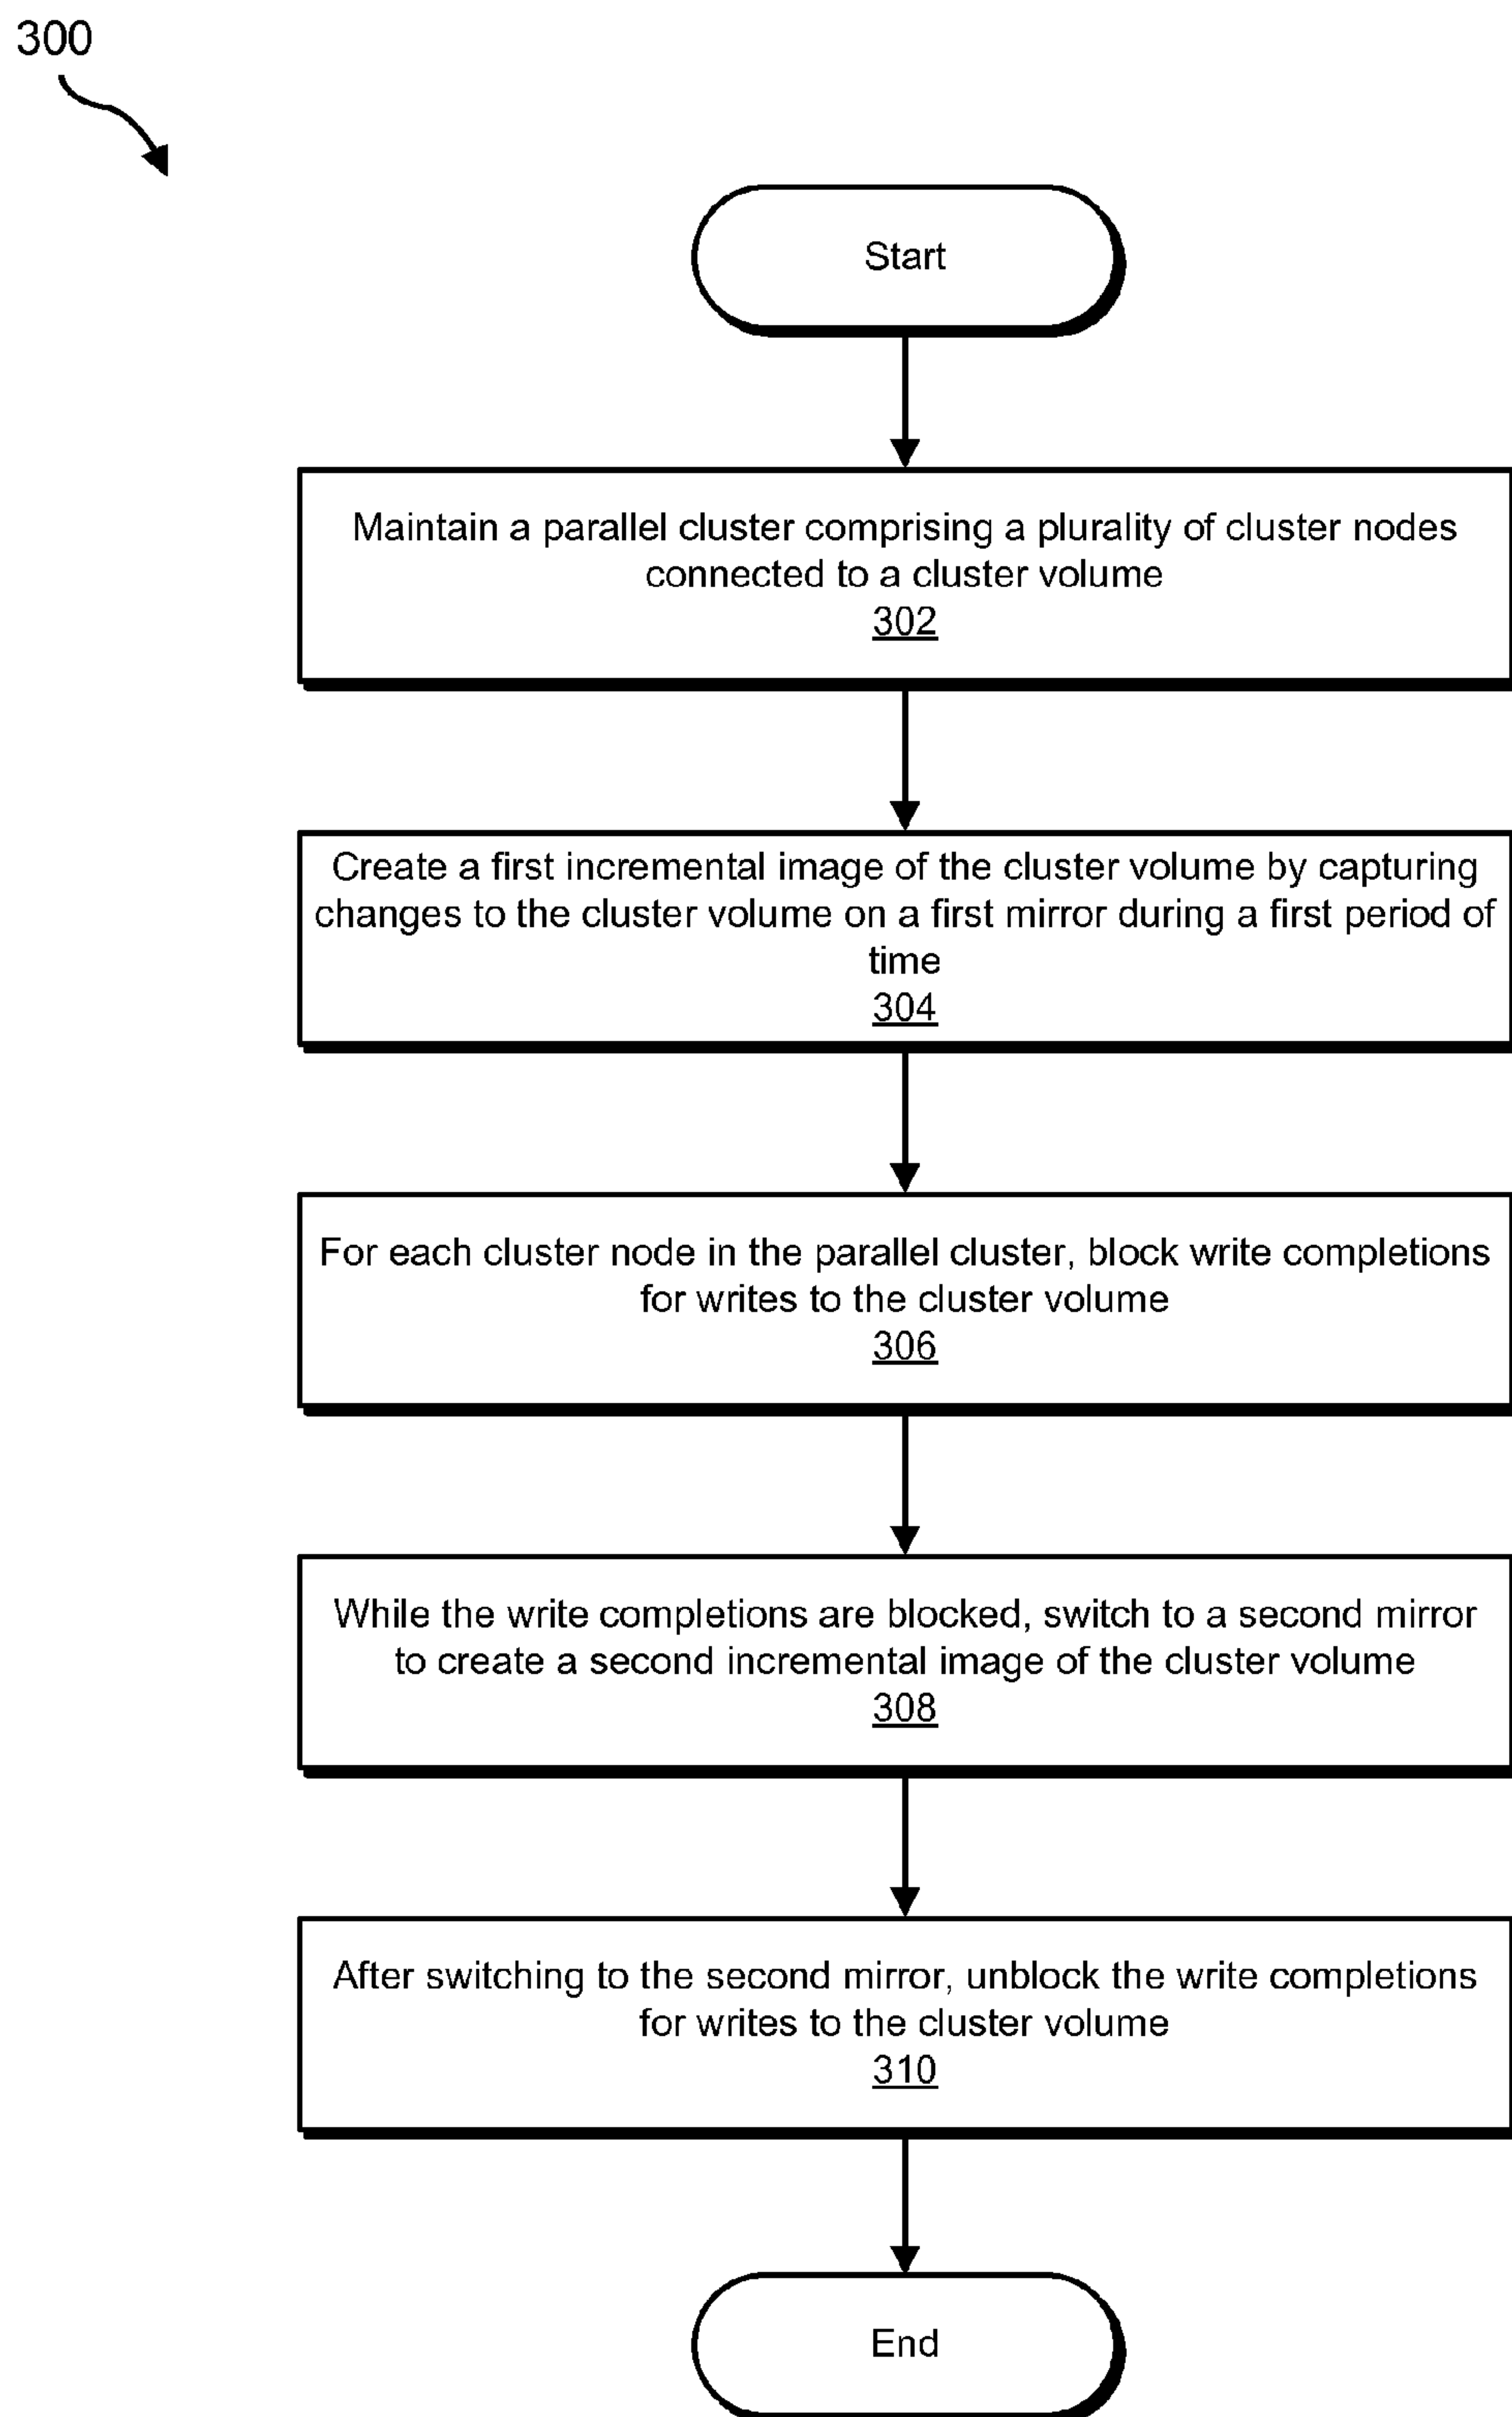 300
Start
Maintain a parallel cluster comprising a plurality of cluster nodes
connected to a cluster volume
302
Create a first incremental image of the cluster volume by capturing
changes to the cluster volume on a first mirror during a first period of
time
304
For each cluster node in the parallel cluster, block write completions
for writes to the cluster volume
306
While the write completions are blocked, switch to a second mirror
to create a second incremental image of the cluster volume
308
After switching to the second mirror, unblock the write completions
for writes to the cluster volume
310
End